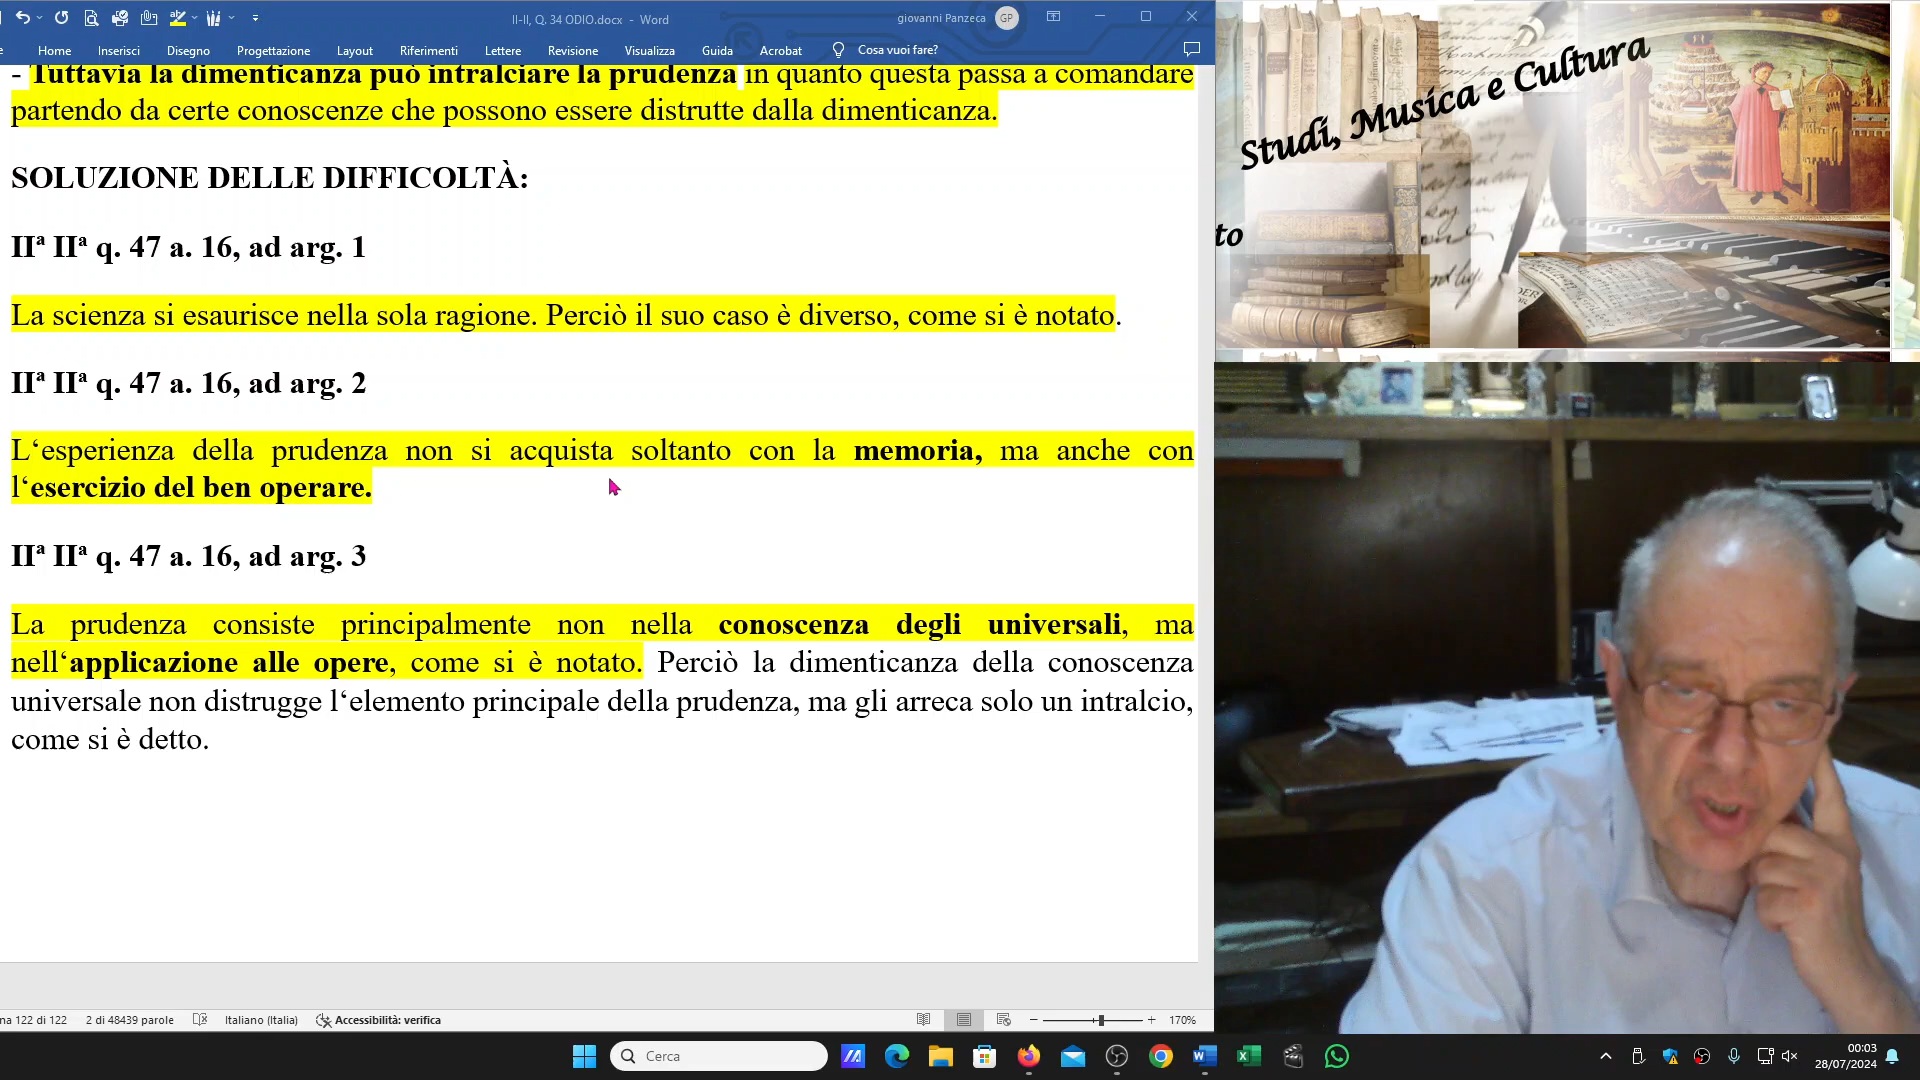 II-II, Q. 34 ODIO.docx - Word
giovanni Panzeca
GP
Home Inserisci Disegno Progettazione Layout Riferimenti Lettere Revisione Visualizza Guida Acrobat Cosa vuoi fare?
- Tuttavia la dimenticanza può intralciare la prudenza in quanto questa passa a comandare
partendo da certe conoscenze che possono essere distrutte dalla dimenticanza.
SOLUZIONE DELLE DIFFICOLTÀ:
IIª IIª q. 47 a. 16, ad arg. 1
La scienza si esaurisce nella sola ragione. Perciò il suo caso è diverso, come si è notato.
IIª IIª q. 47 a. 16, ad arg. 2
L‘esperienza della prudenza non si acquista soltanto con la memoria, ma anche con
l‘esercizio del ben operare.
IIª IIª q. 47 a. 16, ad arg. 3
La prudenza consiste principalmente non nella conoscenza degli universali, ma
nell‘applicazione alle opere, come si è notato. Perciò la dimenticanza della conoscenza
universale non distrugge l‘elemento principale della prudenza, ma gli arreca solo un intralcio,
come si è detto.
Studi, Musica e Cultura
to
na 122 di 122 2 di 48439 parole Italiano (Italia) Accessibilità: verifica 170%
Cerca
00:03
28/07/2024